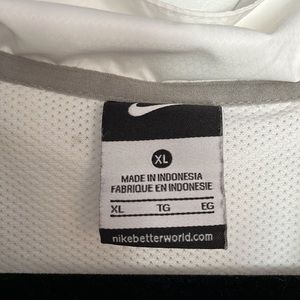 XL
MADE IN INDONESIA
FABRIQUE EN INDONESIE
XL TG EG
nikebetterworld.com